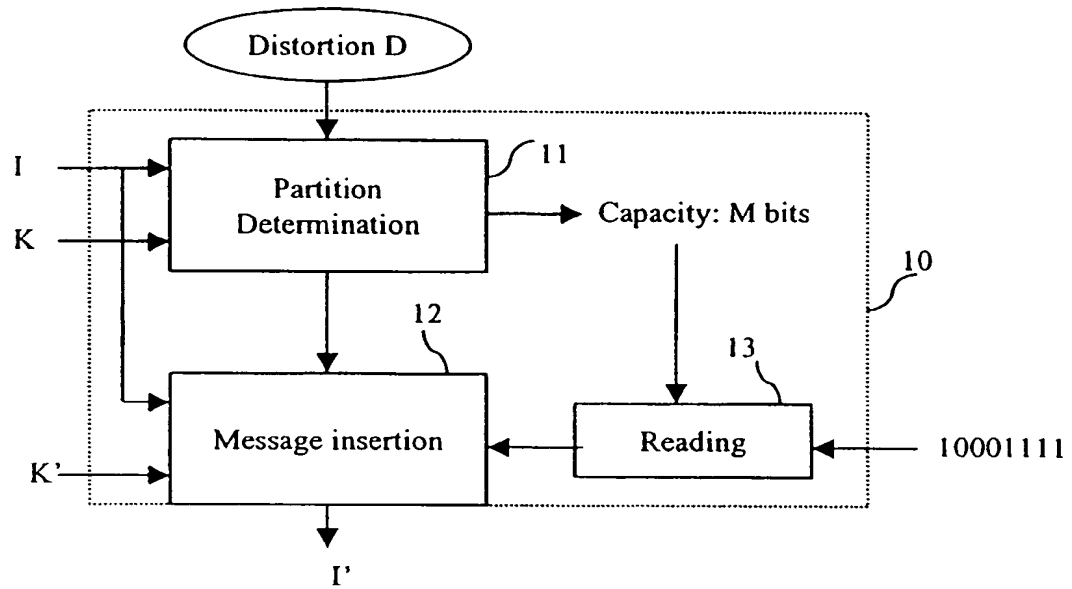 Distortion D
I
11
Partition
Determination
Capacity: M bits
K
10
12
13
Message insertion
Reading
10001111
K'
I'